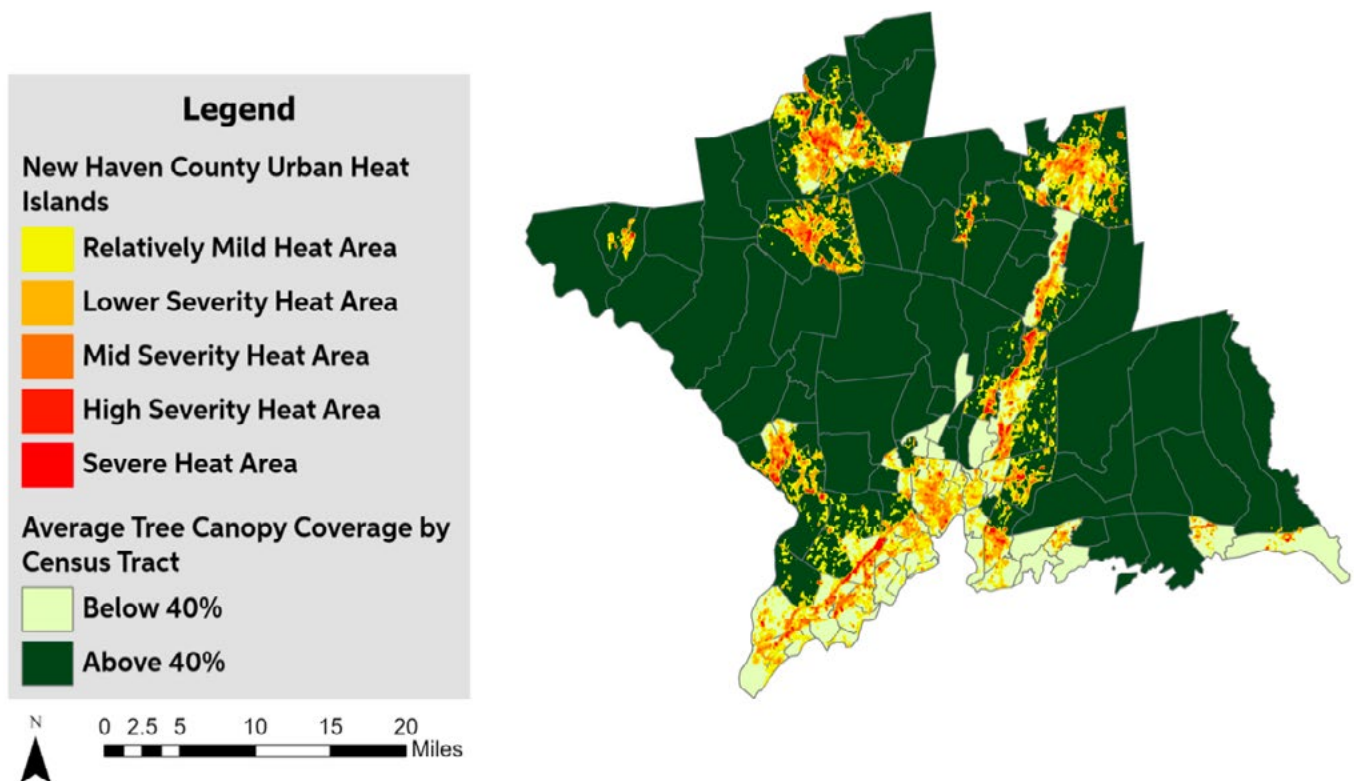 Legend
New Haven County Urban Heat
Islands
Relatively Mild Heat Area
Lower Severity Heat Area
Mid Severity Heat Area
High Severity Heat Area
Severe Heat Area
Average Tree Canopy Coverage by
Census Tract
Below 40%
Above 40%
N
0 2.5 5 10 15 20
Miles